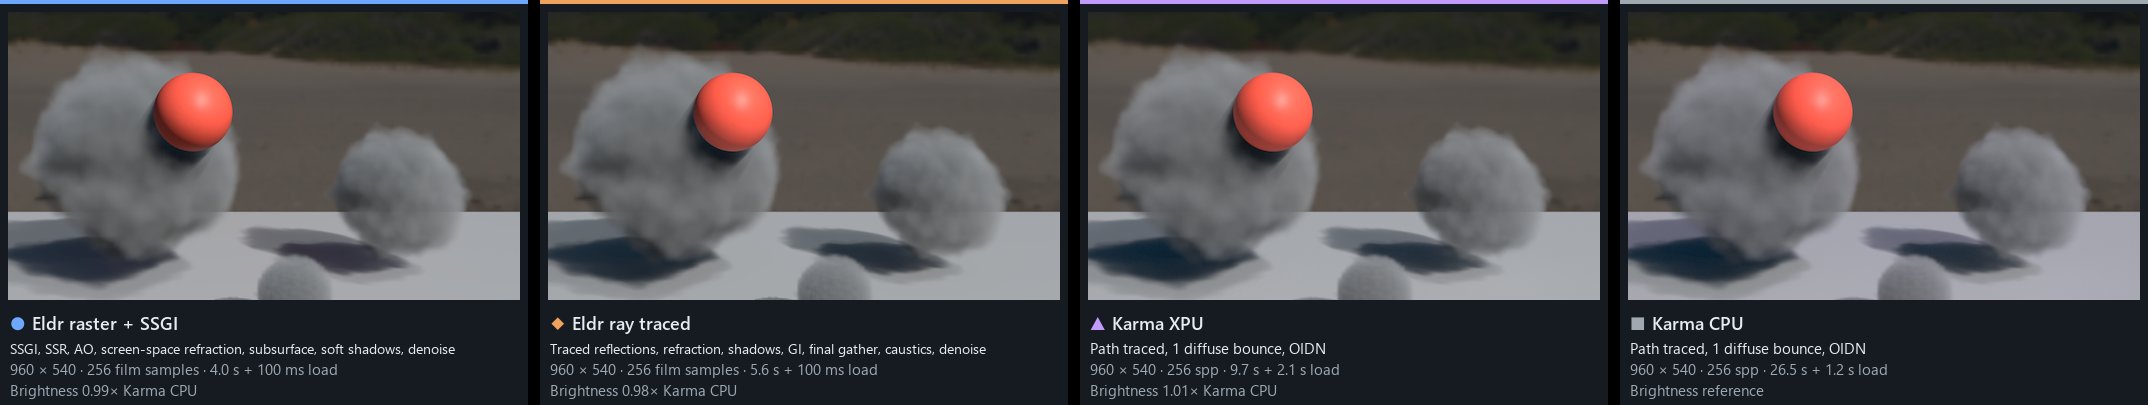 Eldr raster + SSGI
SSGI, SSR, AO, screen-space refraction, subsurface, soft shadows, denoise
960 × 540 · 256 film samples · 4.0 s + 100 ms load
Brightness 0.99× Karma CPU
Eldr ray traced
Traced reflections, refraction, shadows, GI, final gather, caustics, denoise
960 × 540 · 256 film samples · 5.6 s + 100 ms load
Brightness 0.98× Karma CPU
Karma XPU
Path traced, 1 diffuse bounce, OIDN
960 × 540 · 256 spp · 9.7 s + 2.1 s load
Brightness 1.01× Karma CPU
Karma CPU
Path traced, 1 diffuse bounce, OIDN
960 × 540 · 256 spp · 26.5 s + 1.2 s load
Brightness reference